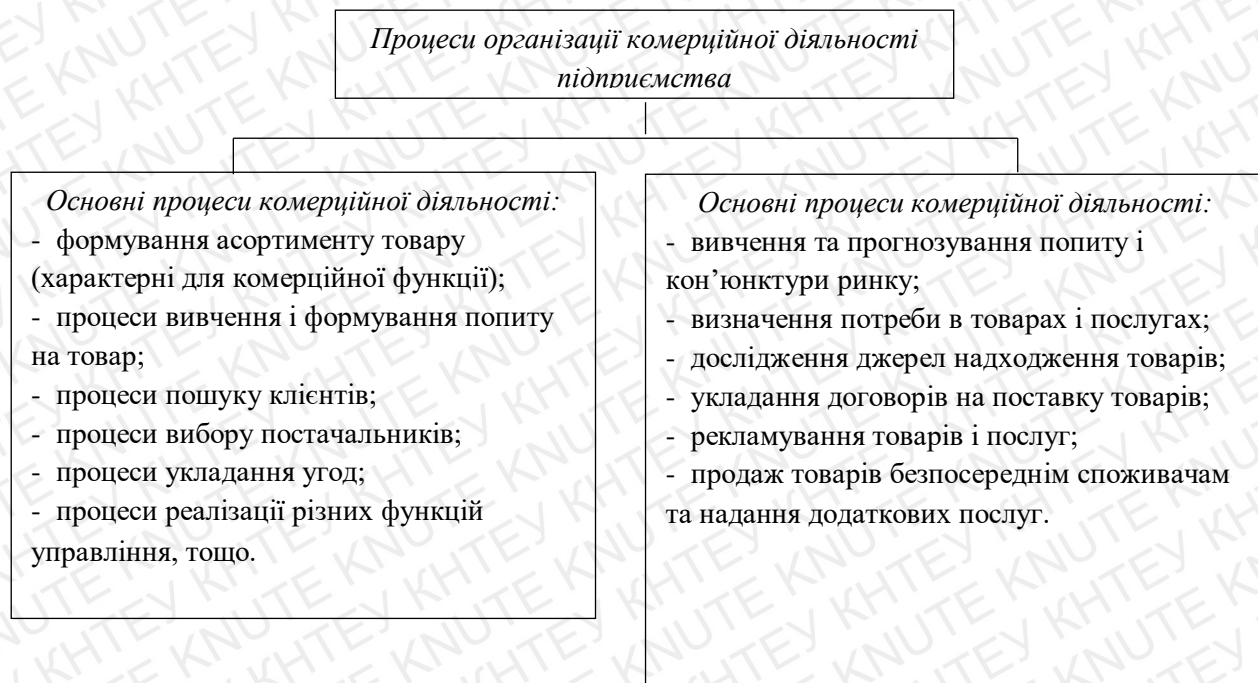 Процеси організації комерційної діяльності
підприємства
Основні процеси комерційної діяльності:
- формування асортименту товару
(характерні для комерційної функції);
- процеси вивчення і формування попиту
на товар;
- процеси пошуку клієнтів;
- процеси вибору постачальників;
- процеси укладання угод;
- процеси реалізації різних функцій
управління, тощо.
Основні процеси комерційної діяльності:
- вивчення та прогнозування попиту і
кон’юнктури ринку;
- визначення потреби в товарах і послугах;
- дослідження джерел надходження товарів;
- укладання договорів на поставку товарів;
- рекламування товарів і послуг;
- продаж товарів безпосереднім споживачам
та надання додаткових послуг.